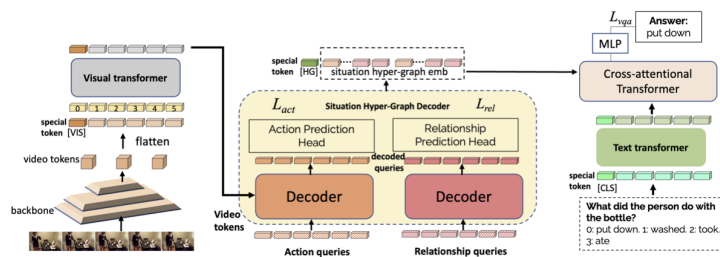 Visual transformer
0 1 2 3 4 5
special
token
[VIS]
flatten
video tokens
backbone
special
token
[HG]
situation hyper-graph emb
L_act
Situation Hyper-Graph Decoder
L_rel
Action Prediction
Head
Relationship
Prediction Head
decoded
queries
Decoder
Decoder
Video
tokens
Action queries
Relationship queries
L_vqa
Answer:
put down
MLP
Cross-attentional
Transformer
Text transformer
special
token
[CLS]
What did the person do with
the bottle?
0: put down. 1: washed. 2: took.
3: ate